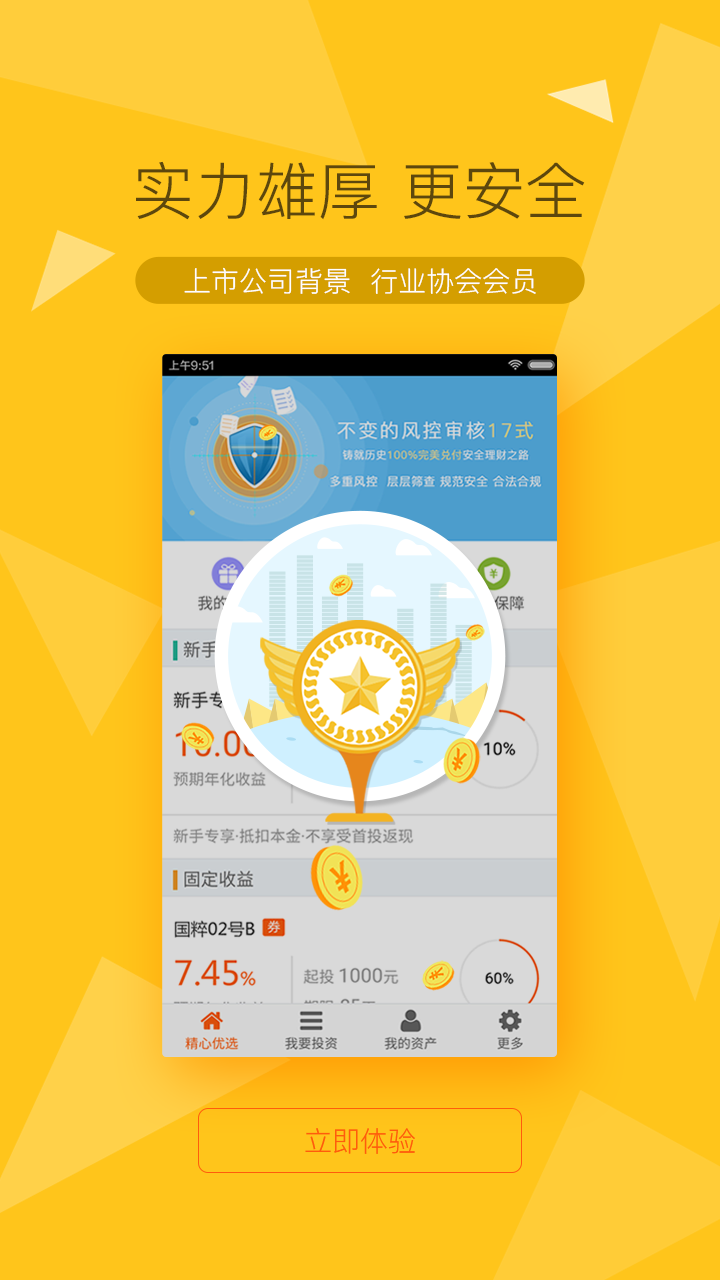 实力雄厚 更安全
上市公司背景 行业协会会员
上午9:51
不变的风控审核17式
铸就历史100%完美兑付安全理财之路
多重风控 层层筛查 规范安全 合法合规
我的
保障
新手
新手专
10.00
10%
预期年化收益
新手专享·抵扣本金·不享受首投返现
固定收益
国粹02号B 券
7.45%
起投 1000元
60%
精心优选
我要投资
我的资产
更多
立即体验